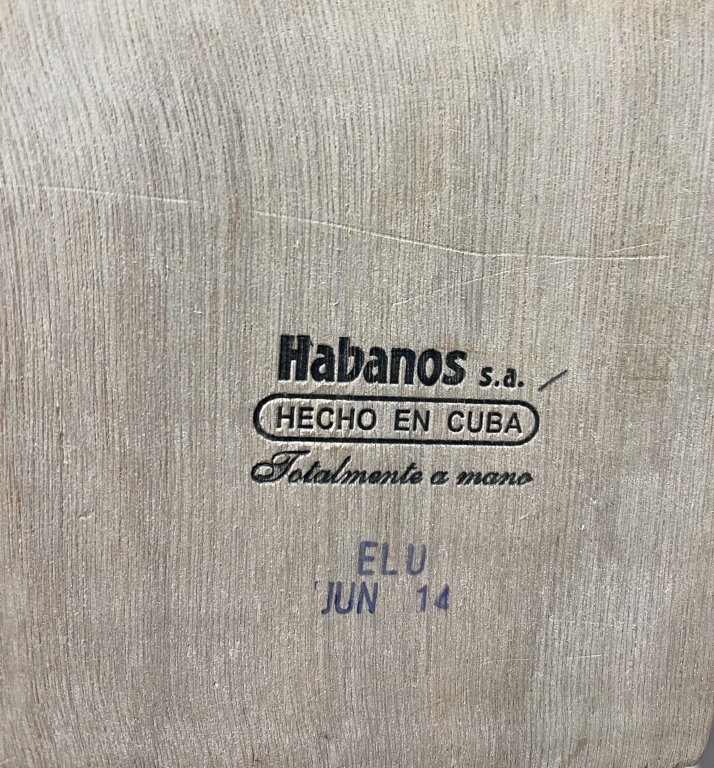 Habanos s.a.
HECHO EN CUBA
Totalmente a mano
ELU
JUN 14